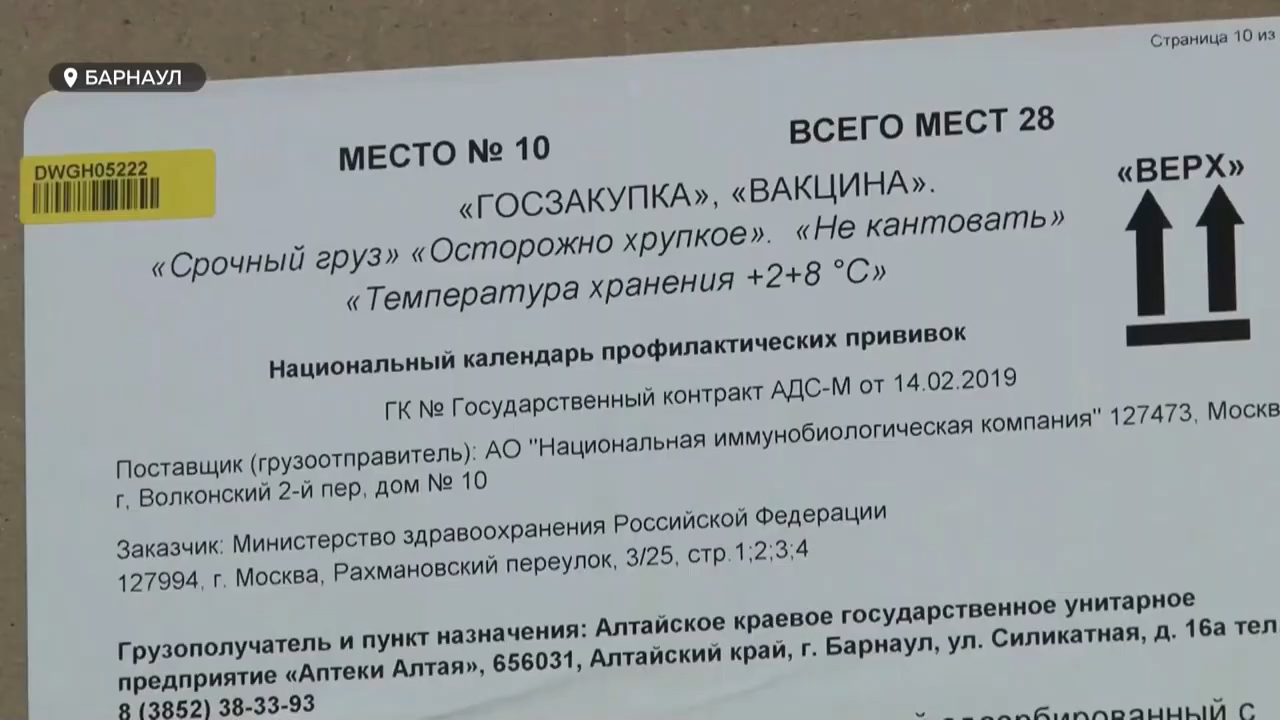 Страница 10 из
БАРНАУЛ
МЕСТО № 10
ВСЕГО МЕСТ 28
DWGH05222
«ВЕРХ»
«ГОСЗАКУПКА», «ВАКЦИНА».
«Срочный груз» «Осторожно хрупкое». «Не кантовать»
«Температура хранения +2+8 °C»
Национальный календарь профилактических прививок
ГК № Государственный контракт АДС-М от 14.02.2019
Поставщик (грузоотправитель): АО "Национальная иммунобиологическая компания" 127473, Москв
г, Волконский 2-й пер, дом № 10
Заказчик: Министерство здравоохранения Российской Федерации
127994, г. Москва, Рахмановский переулок, 3/25, стр.1;2;3;4
Грузополучатель и пункт назначения: Алтайское краевое государственное унитарное
предприятие «Аптеки Алтая», 656031, Алтайский край, г. Барнаул, ул. Силикатная, д. 16а тел
8 (3852) 38-33-93
й адсорбированный с